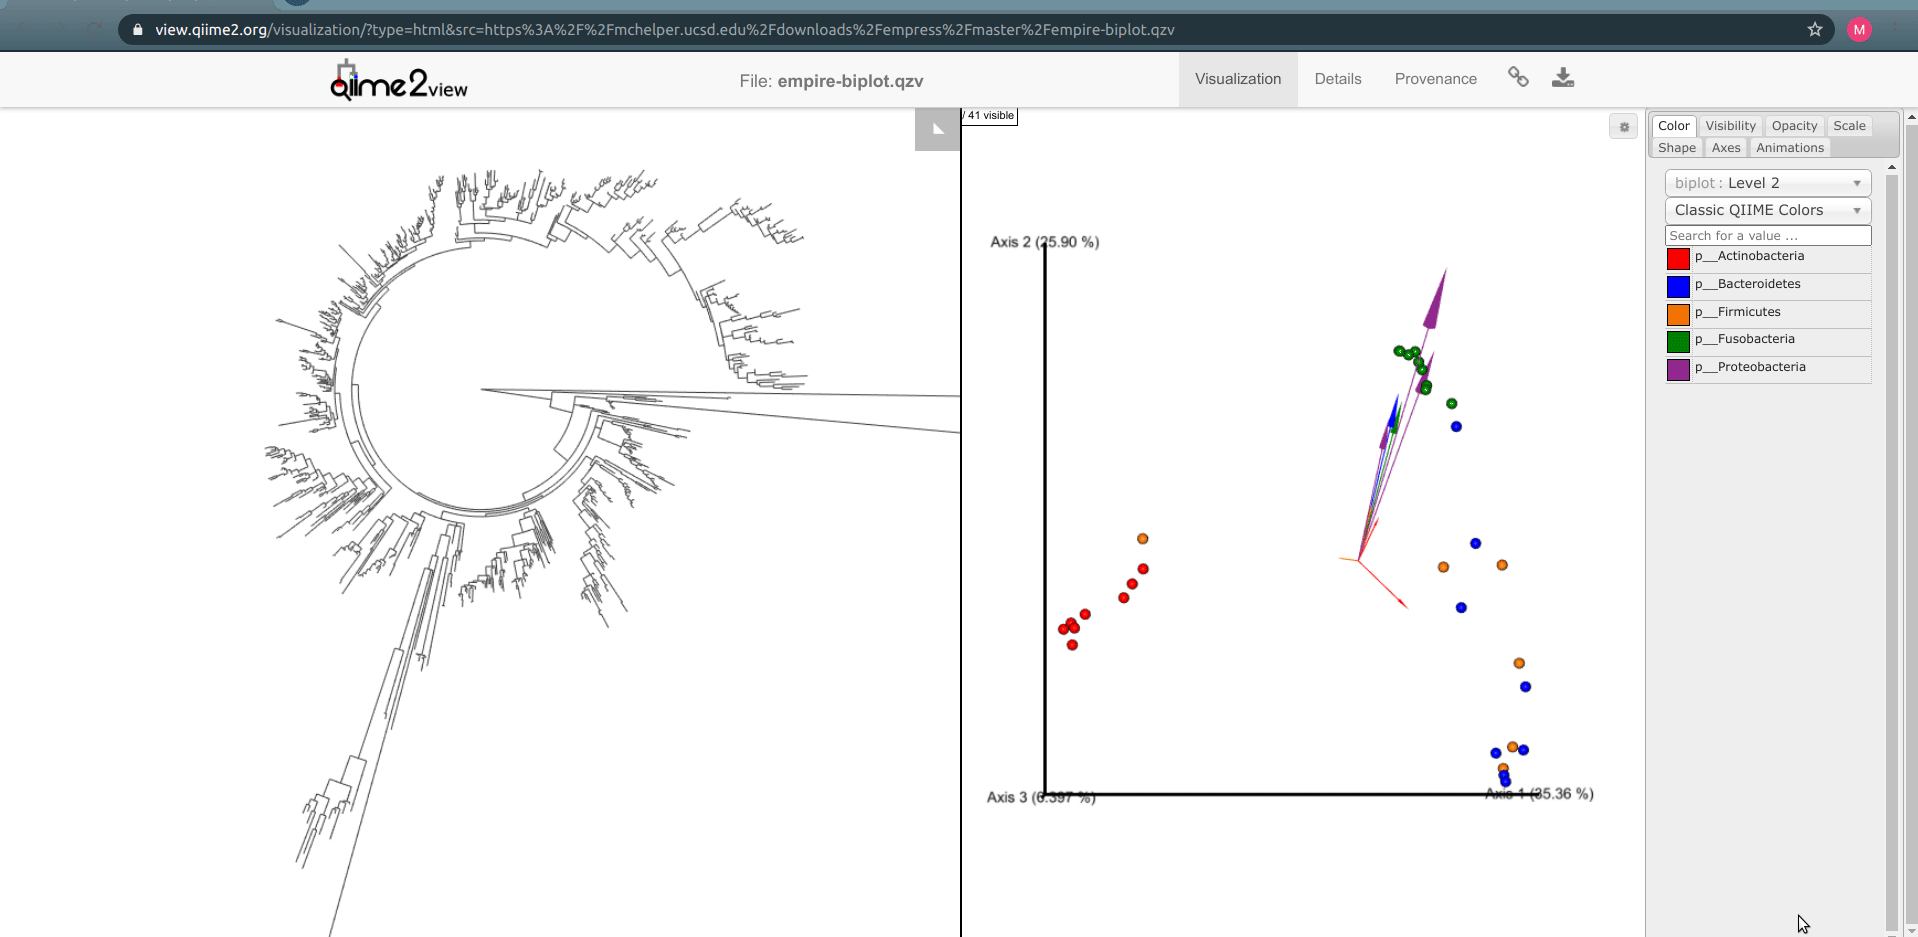 view.qiime2.org/visualization/?type=html&src=https%3A%2F%2Fmchelper.ucsd.edu%2Fdownloads%2Fempress%2Fmaster%2Fempire-biplot.qzv
M
qiime2view
File: empire-biplot.qzv
Visualization Details Provenance
/ 41 visible
Color Visibility Opacity Scale
Shape Axes Animations
biplot : Level 2
Classic QIIME Colors
Search for a value ...
p__Actinobacteria
p__Bacteroidetes
p__Firmicutes
p__Fusobacteria
p__Proteobacteria
Axis 2 (25.90 %)
Axis 3 (6.397 %)
Axis 1 (35.36 %)